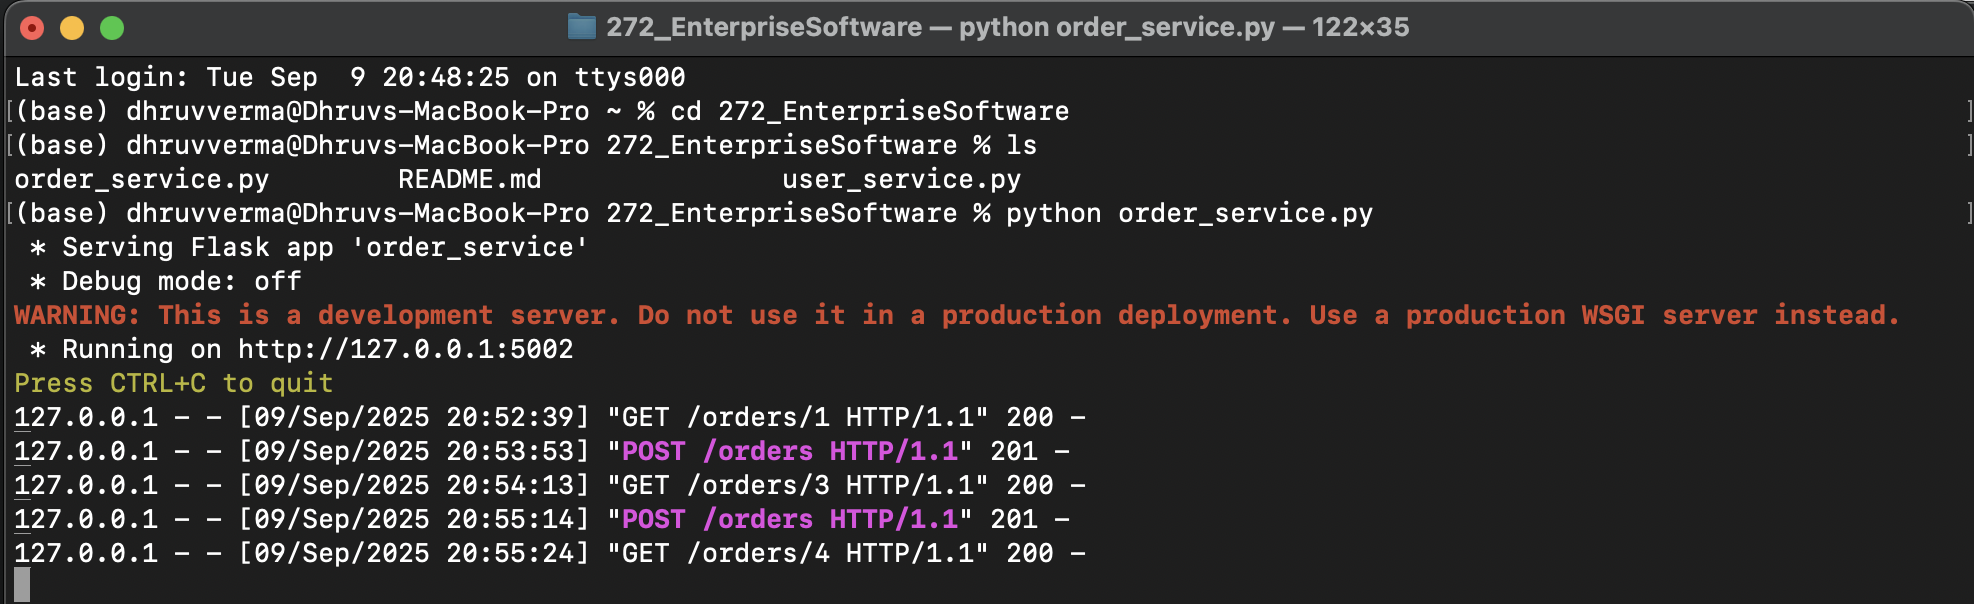 272_EnterpriseSoftware — python order_service.py — 122×35
Last login: Tue Sep  9 20:48:25 on ttys000
[(base) dhruvverma@Dhruvs-MacBook-Pro ~ % cd 272_EnterpriseSoftware ]
[(base) dhruvverma@Dhruvs-MacBook-Pro 272_EnterpriseSoftware % ls ]
order_service.py        README.md               user_service.py
[(base) dhruvverma@Dhruvs-MacBook-Pro 272_EnterpriseSoftware % python order_service.py ]
 * Serving Flask app 'order_service'
 * Debug mode: off
WARNING: This is a development server. Do not use it in a production deployment. Use a production WSGI server instead.
 * Running on http://127.0.0.1:5002
Press CTRL+C to quit
127.0.0.1 - - [09/Sep/2025 20:52:39] "GET /orders/1 HTTP/1.1" 200 -
127.0.0.1 - - [09/Sep/2025 20:53:53] "POST /orders HTTP/1.1" 201 -
127.0.0.1 - - [09/Sep/2025 20:54:13] "GET /orders/3 HTTP/1.1" 200 -
127.0.0.1 - - [09/Sep/2025 20:55:14] "POST /orders HTTP/1.1" 201 -
127.0.0.1 - - [09/Sep/2025 20:55:24] "GET /orders/4 HTTP/1.1" 200 -